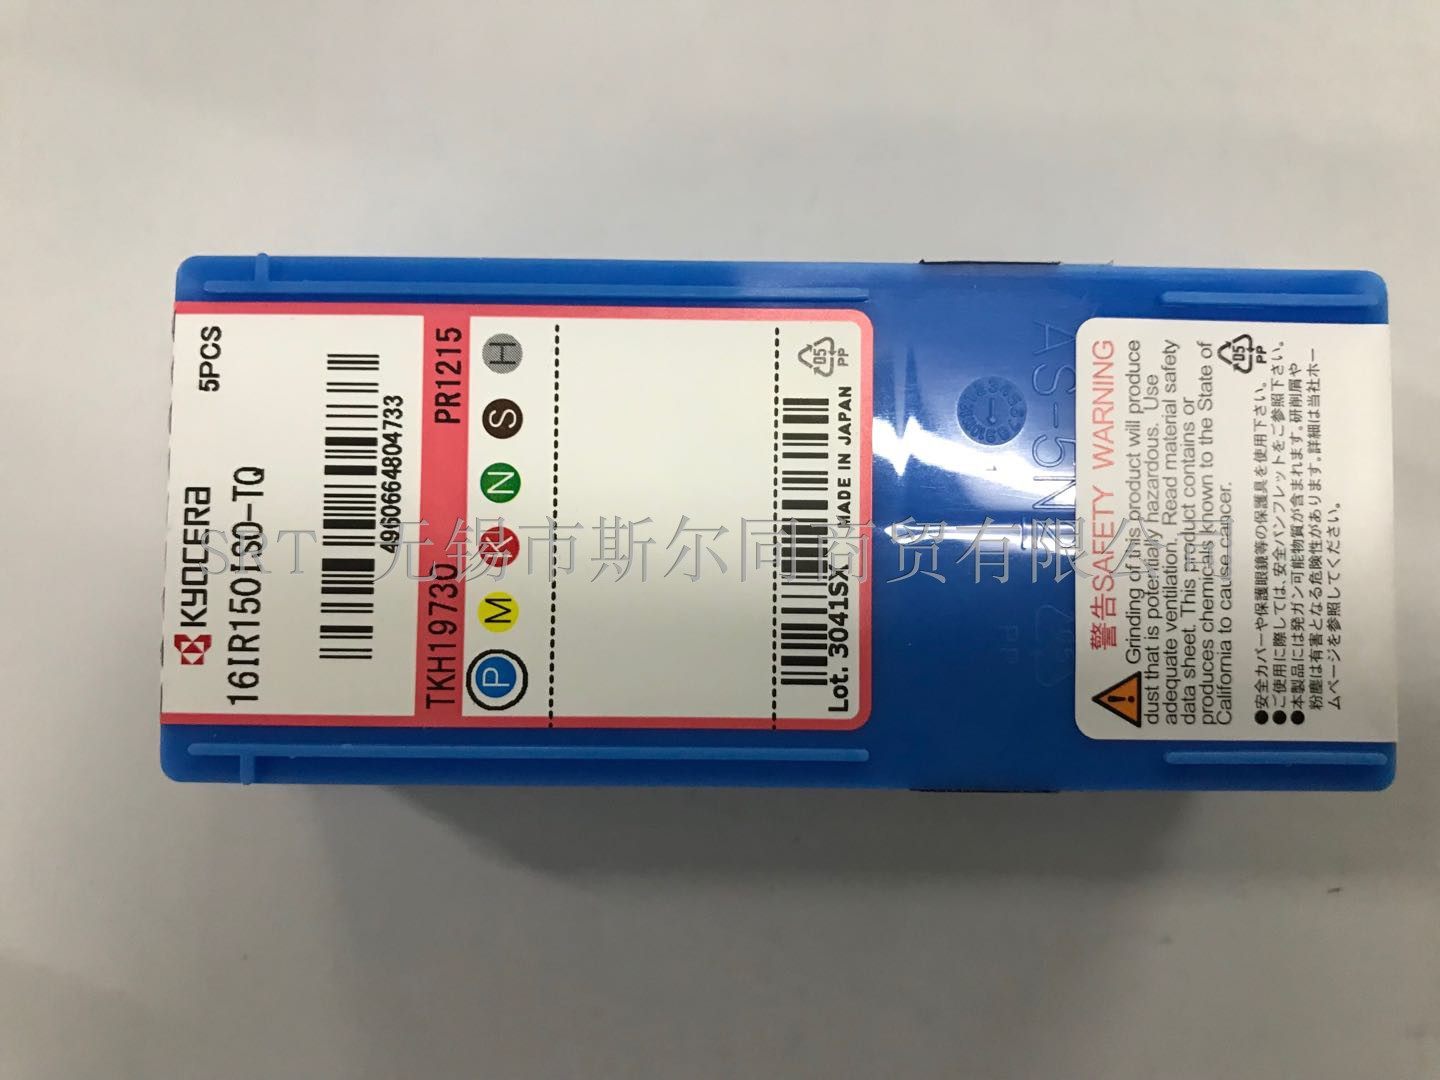 KYOCERA
5PCS
16IR150ISO-TQ
4960664804733
TKH19730
PR1215
P M K N S H
Lot. 3041SX
MADE IN JAPAN
05
PP
AS-5N
SRT 无锡市斯尔同商贸有限公司
警告SAFETY WARNING
Grinding of this product will produce
dust that is potentially hazardous. Use
adequate ventilation. Read material safety
data sheet. This product contains or
produces chemicals known to the State of
California to cause cancer.
05
PP
●安全カバーや保護眼鏡等の保護具を使用下さい。
●ご使用に際しては、安全パンフレットをご参照下さい。
●本製品には発ガン可能物質が含まれます。研削屑や
粉塵は有害となる危険性があります。詳細は当社ホー
ムページを参照してください。